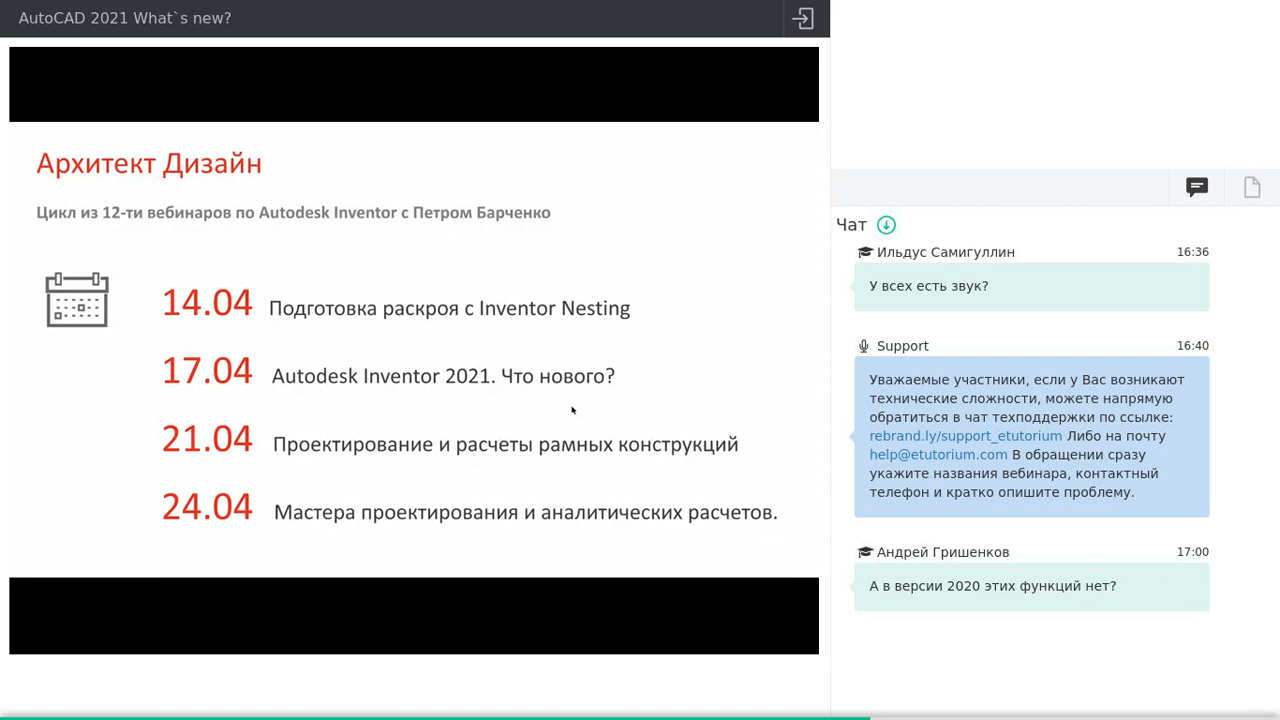 AutoCAD 2021 What`s new?
Архитект Дизайн
Цикл из 12-ти вебинаров по Autodesk Inventor с Петром Барченко
14.04 Подготовка раскроя с Inventor Nesting
17.04 Autodesk Inventor 2021. Что нового?
21.04 Проектирование и расчеты рамных конструкций
24.04 Мастера проектирования и аналитических расчетов.
Чат
Ильдус Самигуллин 16:36
У всех есть звук?
Support 16:40
Уважаемые участники, если у Вас возникают
технические сложности, можете напрямую
обратиться в чат техподдержки по ссылке:
rebrand.ly/support_etutorium Либо на почту
help@etutorium.com В обращении сразу
укажите названия вебинара, контактный
телефон и кратко опишите проблему.
Андрей Гришенков 17:00
А в версии 2020 этих функций нет?